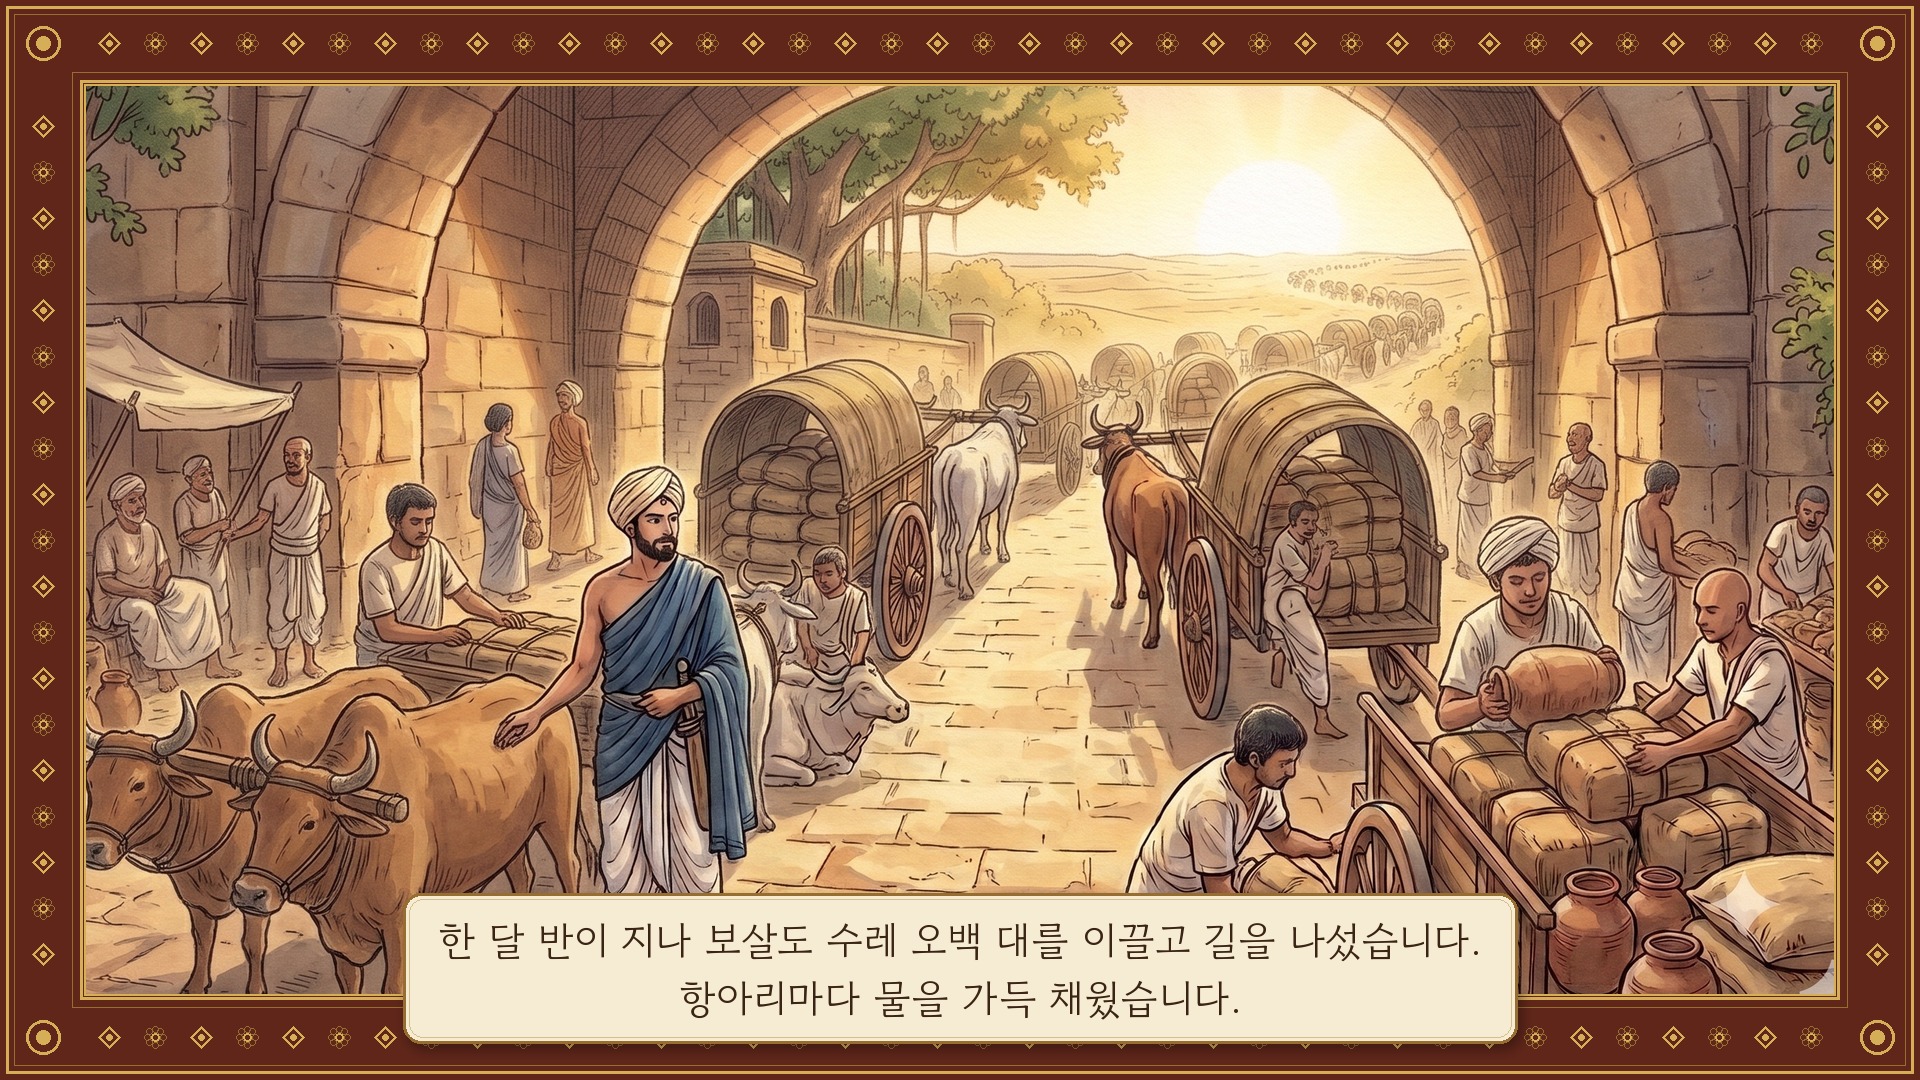 한 달 반이 지나 보살도 수레 오백 대를 이끌고 길을 나섰습니다.
항아리마다 물을 가득 채웠습니다.